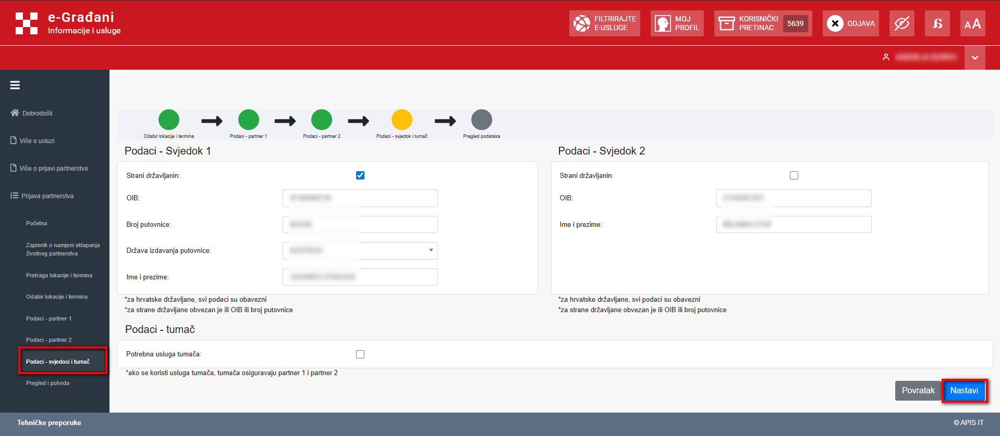 e-Građani
Informacije i usluge
FILTRIRAJTE
E-USLUGE
MOJ
PROFIL
KORISNIČKI
PRETINAC
5639
ODJAVA
AA
Dobrodošli
Više o usluzi
Više o prijavi partnerstva
Prijava partnerstva
Početna
Zapisnik o namjeni sklapanja
životnog partnerstva
Pretraga lokacije i termina
Odabir lokacije i termina
Podaci - partner 1
Podaci - partner 2
Podaci - svjedoci i tumač
Pregled i potvrda
Odabir lokacije i termina
Podaci - partner 1
Podaci - partner 2
Podaci - svjedok i tumač
Pregled podataka
Podaci - Svjedok 1
Strani državljanin:
OIB:
Broj putovnice:
Država izdavanja putovnice:
Ime i prezime:
*za hrvatske državljane, svi podaci su obavezni
*za strane državljane obvezan je ili OIB ili broj putovnice
Podaci - Svjedok 2
Strani državljanin:
OIB:
Ime i prezime:
*za hrvatske državljane, svi podaci su obavezni
*za strane državljane obvezan je ili OIB ili broj putovnice
Podaci - tumač
Potrebna usluga tumača:
*ako se koristi usluga tumača, tumača osiguravaju partner 1 i partner 2
Povratak
Nastavi
Tehničke preporuke
© APIS IT